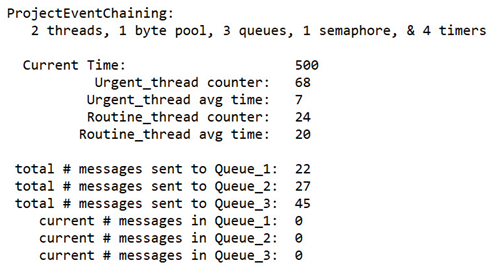 ProjectEventChaining:
2 threads, 1 byte pool, 3 queues, 1 semaphore, & 4 timers
Current Time: 500
Urgent_thread counter: 68
Urgent_thread avg time: 7
Routine_thread counter: 24
Routine_thread avg time: 20
total # messages sent to Queue_1: 22
total # messages sent to Queue_2: 27
total # messages sent to Queue_3: 45
current # messages in Queue_1: 0
current # messages in Queue_2: 0
current # messages in Queue_3: 0